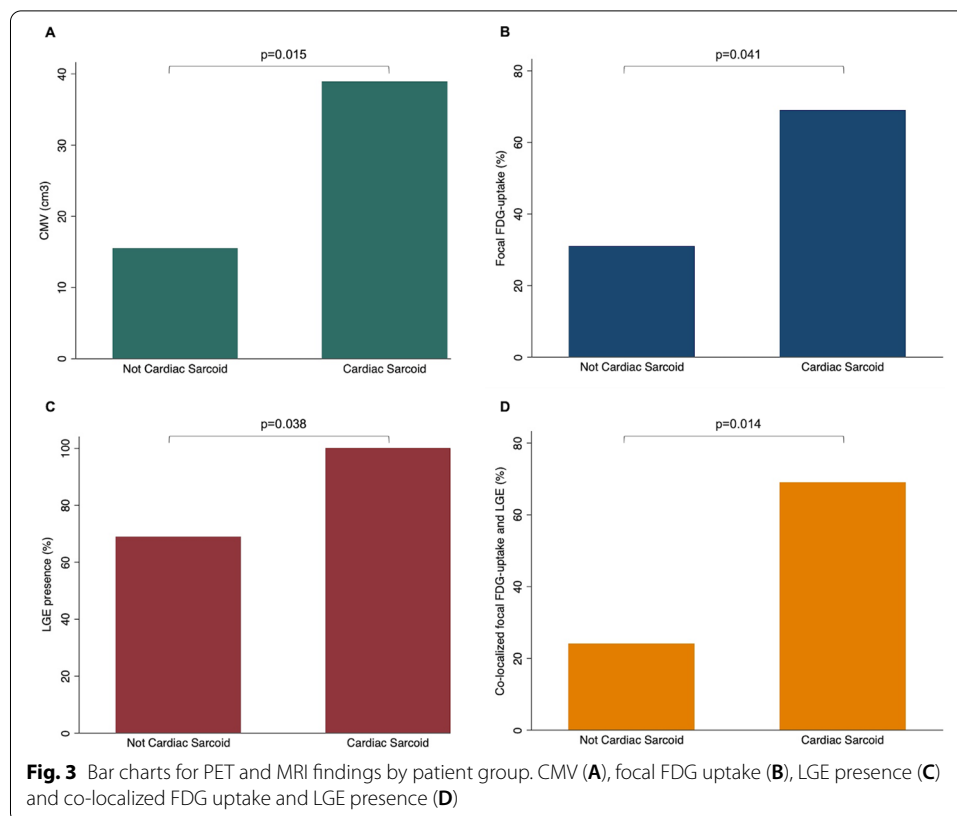 A
p=0.015
CMV (cm3)
40
30
20
10
0
Not Cardiac Sarcoid
Cardiac Sarcoid
B
p=0.041
Focal FDG-uptake (%)
80
60
40
20
0
Not Cardiac Sarcoid
Cardiac Sarcoid
C
p=0.038
LGE presence (%)
100
80
60
40
20
0
Not Cardiac Sarcoid
Cardiac Sarcoid
D
p=0.014
Co-localized focal FDG-uptake and LGE (%)
80
60
40
20
0
Not Cardiac Sarcoid
Cardiac Sarcoid
Fig. 3 Bar charts for PET and MRI findings by patient group. CMV (A), focal FDG uptake (B), LGE presence (C)
and co-localized FDG uptake and LGE presence (D)